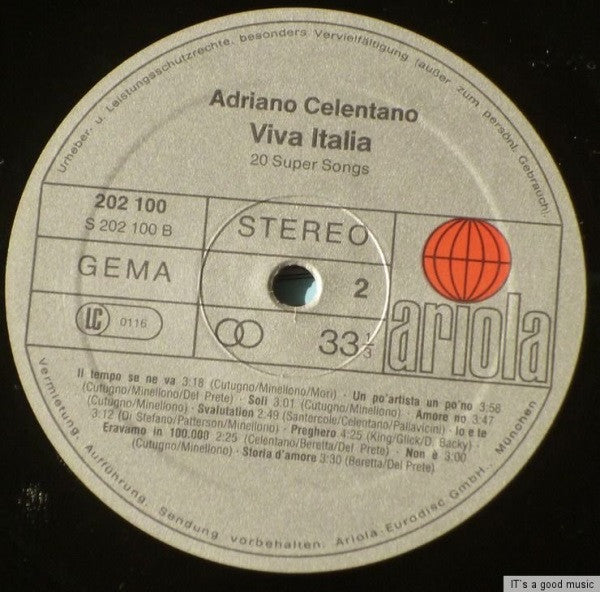 Urheber- u. Leistungsschutzrechte, besonders Vervielfältigung (außer zum persönl. Gebrauch),
Adriano Celentano
Viva Italia
20 Super Songs
202 100
S 202 100 B
STEREO
GEMA
2
LC 0116
33 1/3
ariola
Il tempo se ne va 3:18 (Cutugno/Minellono/Mori) · Un po'artista un po'no 3:58
(Cutugno/Minellono/Del Prete) · Soli 3:01 (Cutugno/Minellono) · Amore no 3:47
(Cutugno/Minellono) · Svalutation 2:49 (Santercole/Celentano/Pallavicini) · Io e te
3:12 (Di Stefano/Patterson/Minellono) · Preghero 4:25 (King/Glick/D. Backy)
Eravamo in 100.000 2:25 (Celentano/Beretta/Del Prete) · Non è 3:00
(Cutugno/Minellono) · Storia d'amore 3:30 (Beretta/Del Prete)
Vermietung, Aufführung, Sendung vorbehalten. Ariola-Eurodisc GmbH., München
IT`s a good music